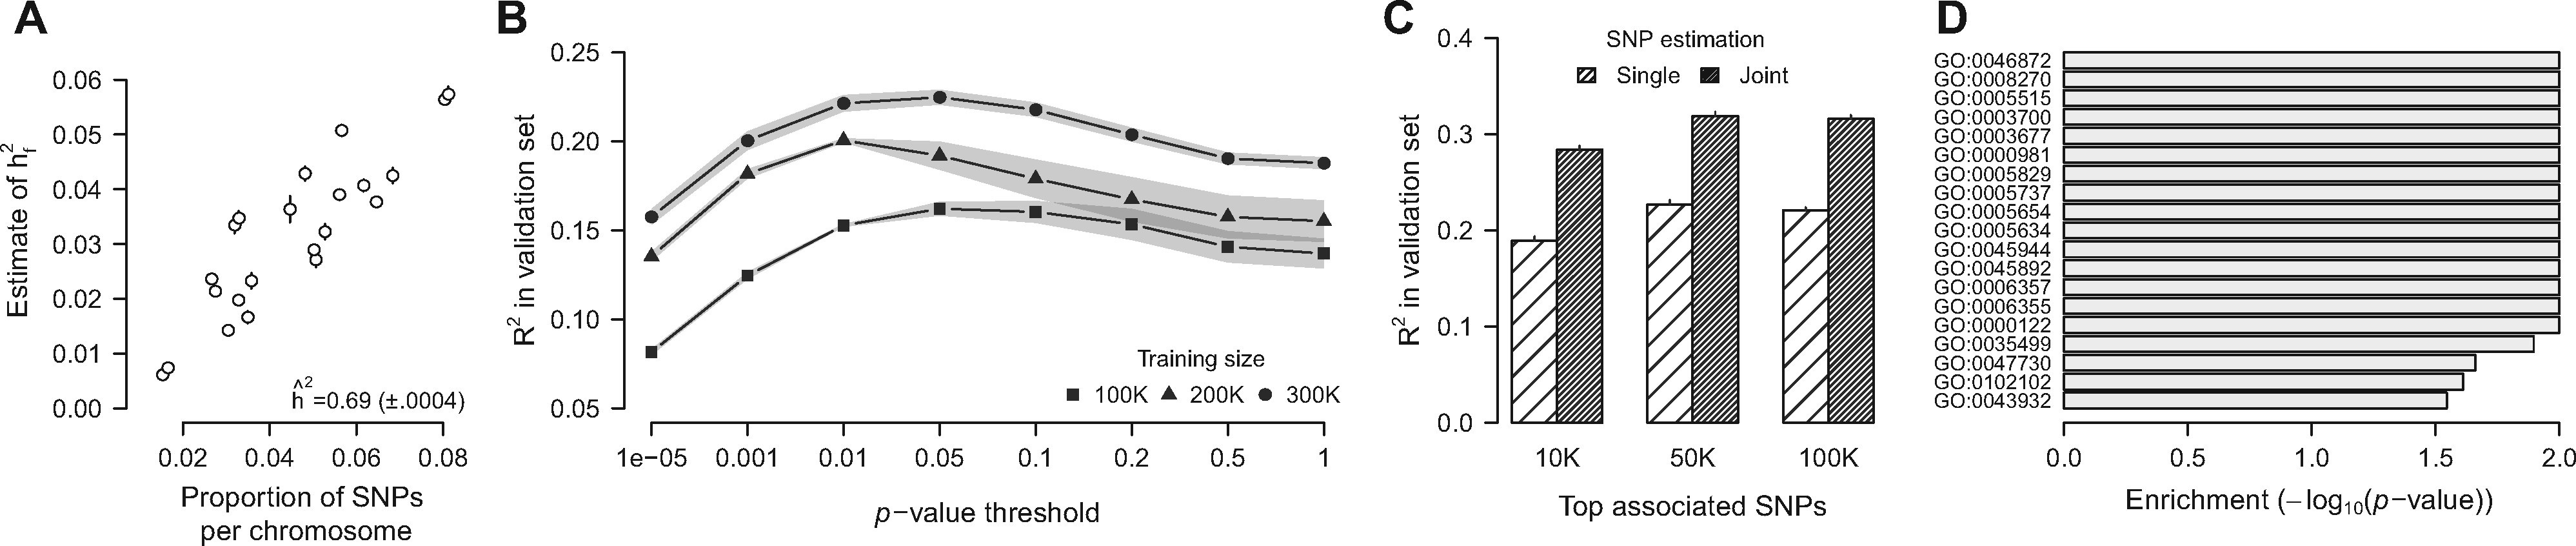 A
Estimate of h²f
0.06
0.05
0.04
0.03
0.02
0.01
0.00
ĥ²=0.69 (±.0004)
0.02 0.04 0.06 0.08
Proportion of SNPs
per chromosome
B
R² in validation set
0.25
0.20
0.15
0.10
0.05
Training size
100K 200K 300K
1e−05 0.001 0.01 0.05 0.1 0.2 0.5 1
p−value threshold
C
R² in validation set
0.4
0.3
0.2
0.1
0.0
SNP estimation
Single Joint
10K 50K 100K
Top associated SNPs
D
GO:0046872
GO:0008270
GO:0005515
GO:0003700
GO:0003677
GO:0000981
GO:0005829
GO:0005737
GO:0005654
GO:0005634
GO:0045944
GO:0045892
GO:0006357
GO:0006355
GO:0000122
GO:0035499
GO:0047730
GO:0102102
GO:0043932
0.0 0.5 1.0 1.5 2.0
Enrichment (−log₁₀(p−value))